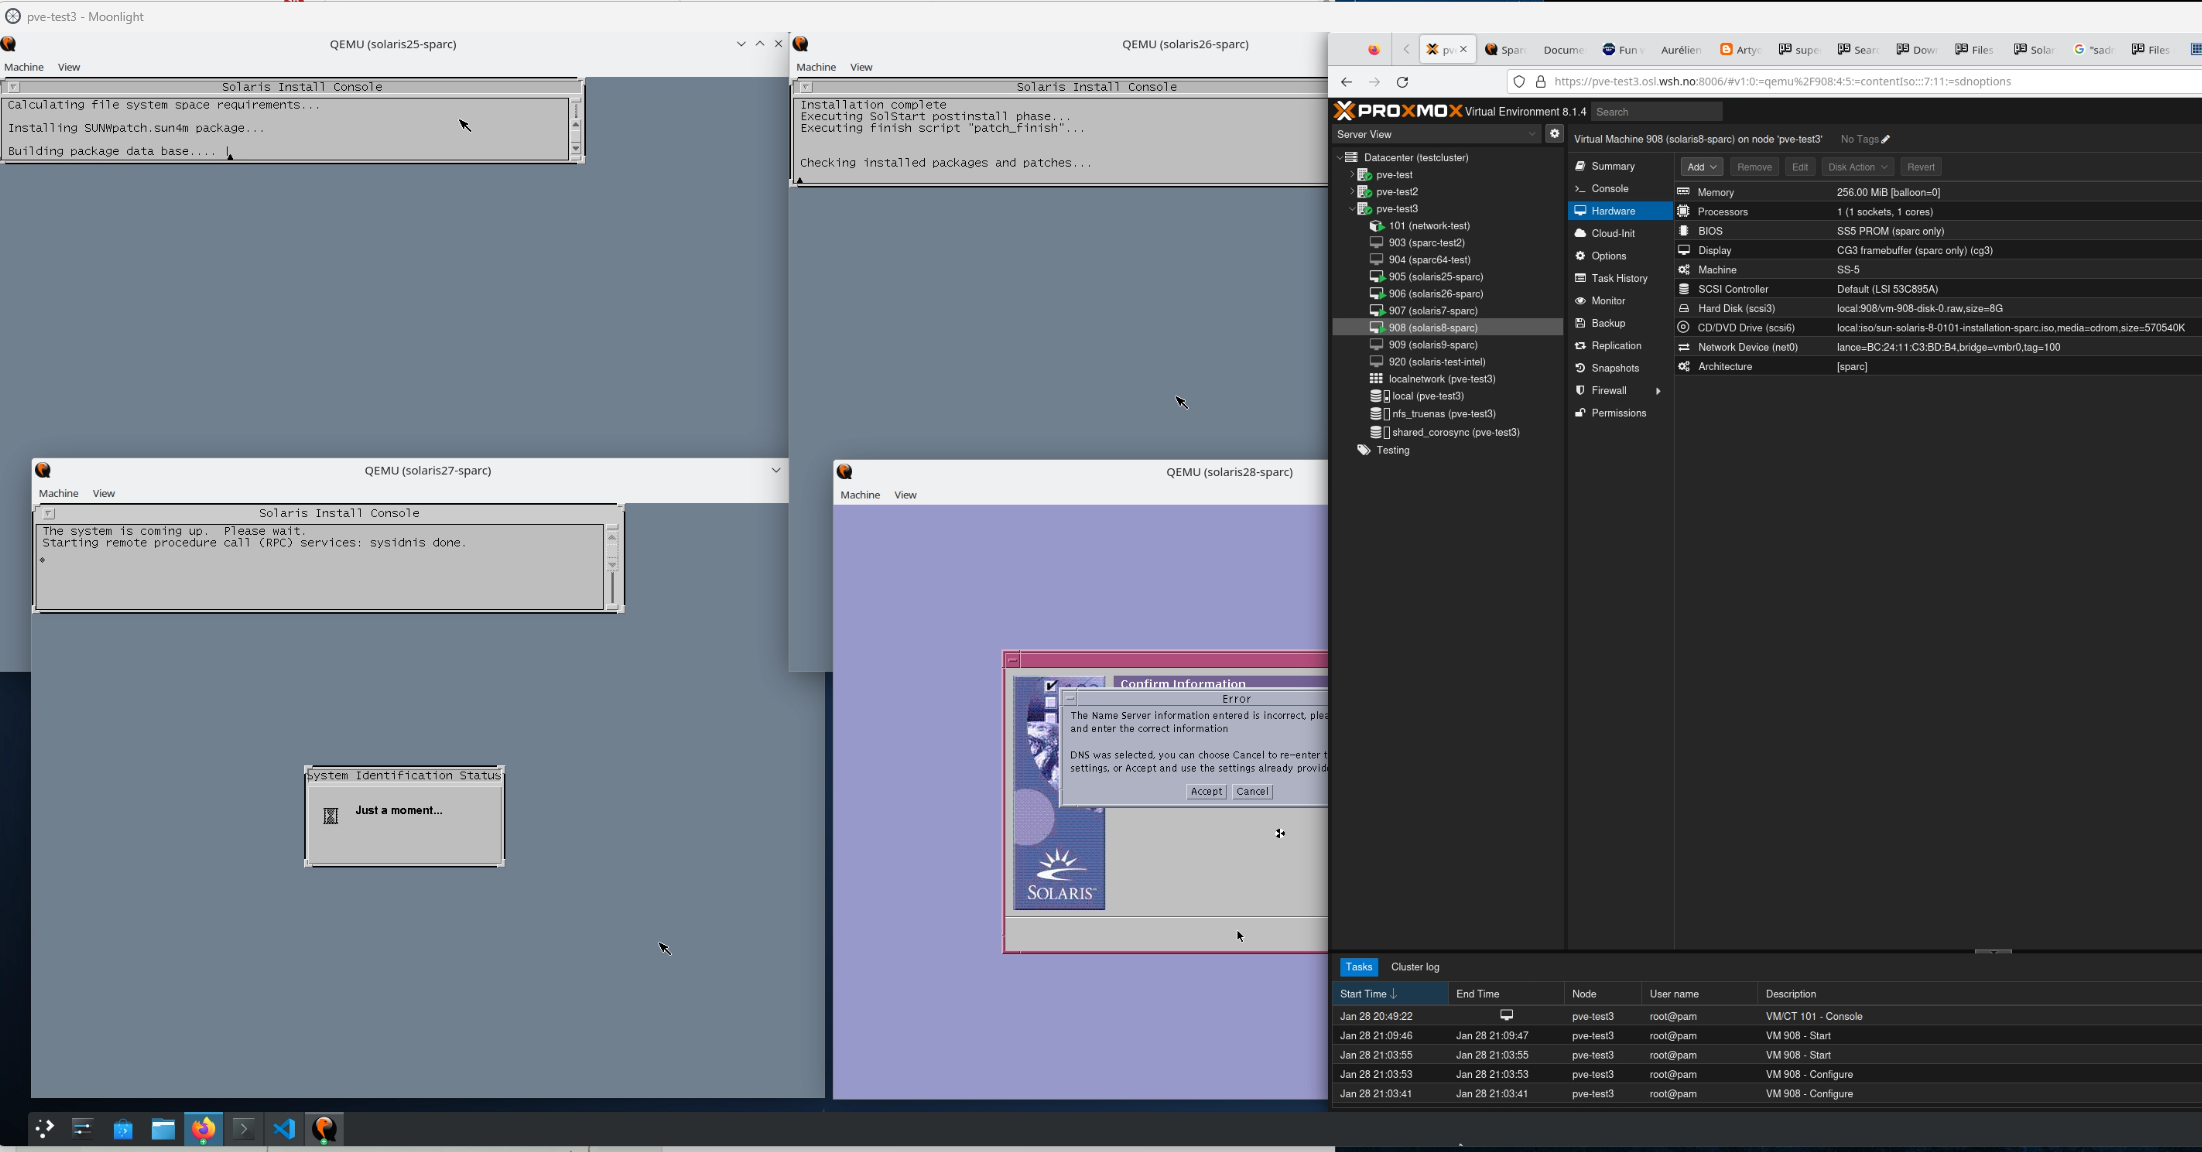 pve-test3 - Moonlight
QEMU (solaris25-sparc)
Machine View
Solaris Install Console
Calculating file system space requirements...
Installing SUNWpatch.sun4m package...
Building package data base....
QEMU (solaris26-sparc)
Machine View
Solaris Install Console
Installation complete
Executing SolStart postinstall phase...
Executing finish script "patch_finish"...
Checking installed packages and patches...
QEMU (solaris27-sparc)
Machine View
Solaris Install Console
The system is coming up. Please wait.
Starting remote procedure call (RPC) services: sysidnis done.
System Identification Status
Just a moment...
QEMU (solaris28-sparc)
Machine View
Confirm Information
Error
The Name Server information entered is incorrect, plea
and enter the correct information
DNS was selected, you can choose Cancel to re-enter t
settings, or Accept and use the settings already provid
Accept Cancel
SOLARIS
pv Spar Docume Fun Aurélien Arty supe Sear Dow Files Solar "sadr Files
https://pve-test3.osl.wsh.no:8006/#v1:0:=qemu%2F908:4:5:=contentIso:::7:11:=sdnoptions
PROXMOX Virtual Environment 8.1.4 Search
Server View
Datacenter (testcluster)
pve-test
pve-test2
pve-test3
101 (network-test)
903 (sparc-test2)
904 (sparc64-test)
905 (solaris25-sparc)
906 (solaris26-sparc)
907 (solaris7-sparc)
908 (solaris8-sparc)
909 (solaris9-sparc)
920 (solaris-test-intel)
localnetwork (pve-test3)
local (pve-test3)
nfs_truenas (pve-test3)
shared_corosync (pve-test3)
Testing
Virtual Machine 908 (solaris8-sparc) on node 'pve-test3' No Tags
Summary
Console
Hardware
Cloud-Init
Options
Task History
Monitor
Backup
Replication
Snapshots
Firewall
Permissions
Add Remove Edit Disk Action Revert
Memory 256.00 MiB [balloon=0]
Processors 1 (1 sockets, 1 cores)
BIOS SS5 PROM (sparc only)
Display CG3 framebuffer (sparc only) (cg3)
Machine SS-5
SCSI Controller Default (LSI 53C895A)
Hard Disk (scsi3) local:908/vm-908-disk-0.raw,size=8G
CD/DVD Drive (scsi6) local:iso/sun-solaris-8-0101-installation-sparc.iso,media=cdrom,size=570540K
Network Device (net0) lance=BC:24:11:C3:BD:B4,bridge=vmbr0,tag=100
Architecture [sparc]
Tasks Cluster log
Start Time End Time Node User name Description
Jan 28 20:49:22 pve-test3 root@pam VM/CT 101 - Console
Jan 28 21:09:46 Jan 28 21:09:47 pve-test3 root@pam VM 908 - Start
Jan 28 21:03:55 Jan 28 21:03:55 pve-test3 root@pam VM 908 - Start
Jan 28 21:03:53 Jan 28 21:03:53 pve-test3 root@pam VM 908 - Configure
Jan 28 21:03:41 Jan 28 21:03:41 pve-test3 root@pam VM 908 - Configure